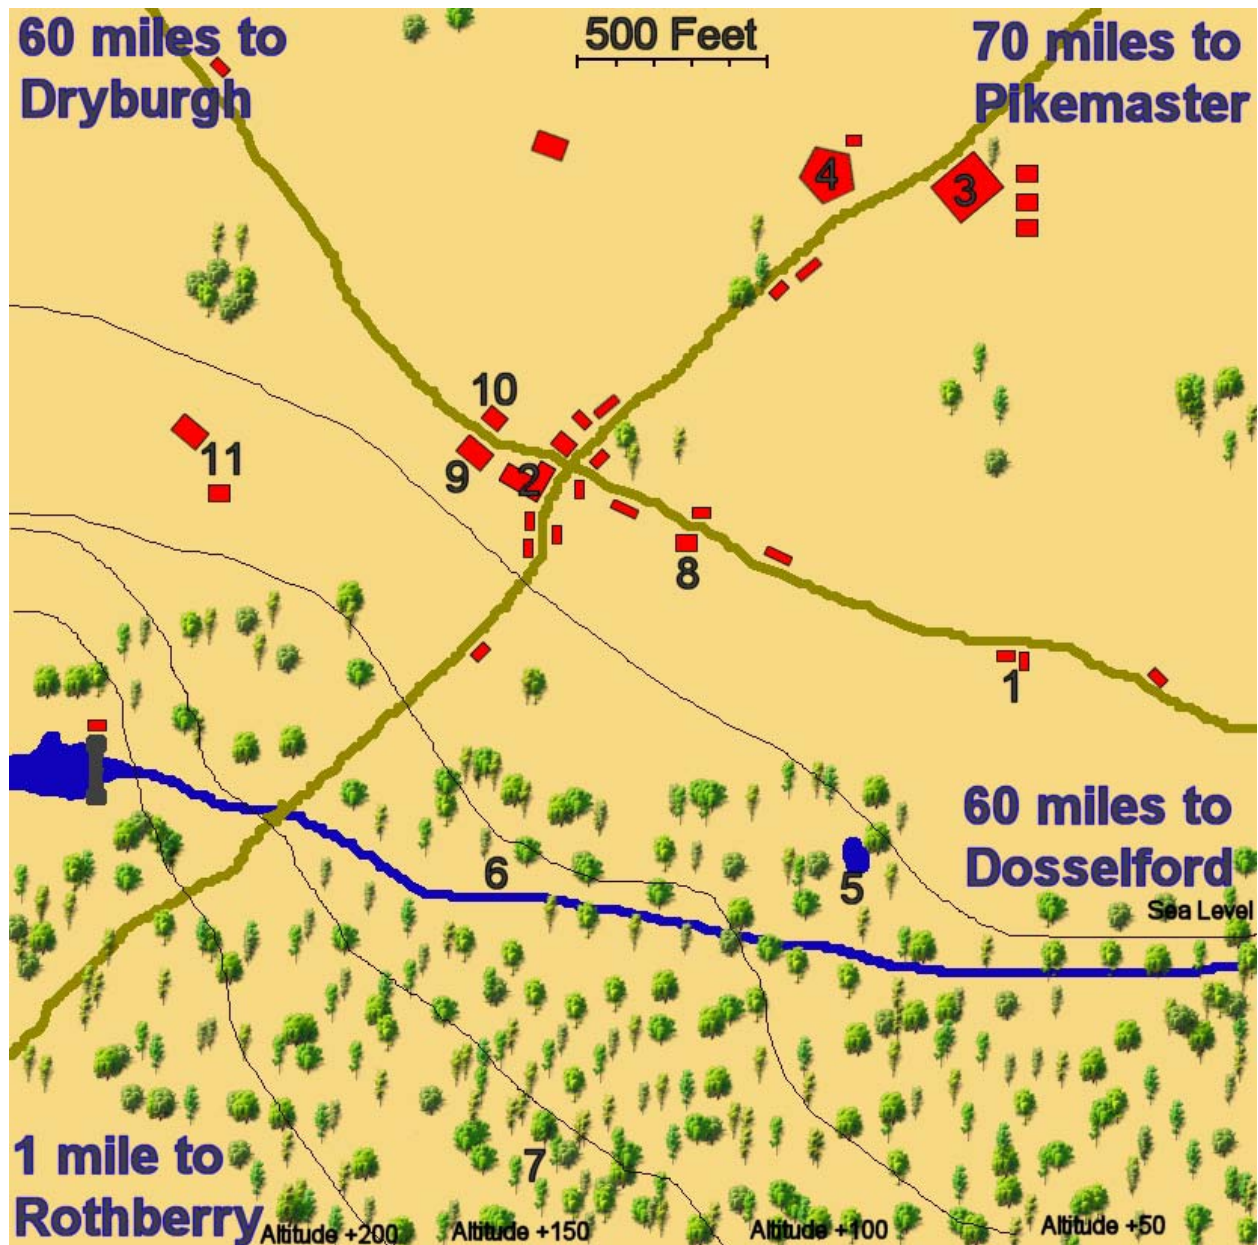 60 miles to
Dryburgh
500 Feet
70 miles to
Pikemaster
4
3
10
11
9
2
8
1
60 miles to
Dosselford
6
5
Sea Level
7
1 mile to
Rothberry
Altitude +200
Altitude +150
Altitude +100
Altitude +50